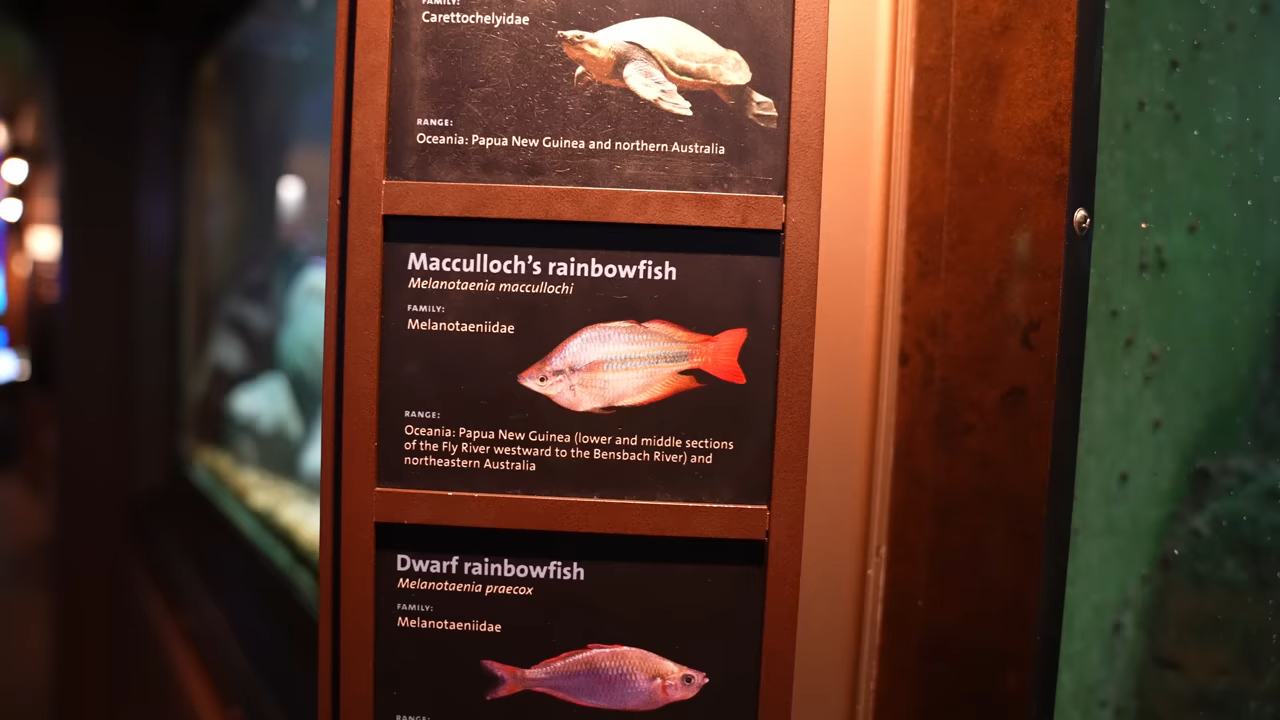 FAMILY:
Carettochelyidae
RANGE:
Oceania: Papua New Guinea and northern Australia
Macculloch's rainbowfish
Melanotaenia maccullochi
FAMILY:
Melanotaeniidae
RANGE:
Oceania: Papua New Guinea (lower and middle sections
of the Fly River westward to the Bensbach River) and
northeastern Australia
Dwarf rainbowfish
Melanotaenia praecox
FAMILY:
Melanotaeniidae
RANGE: